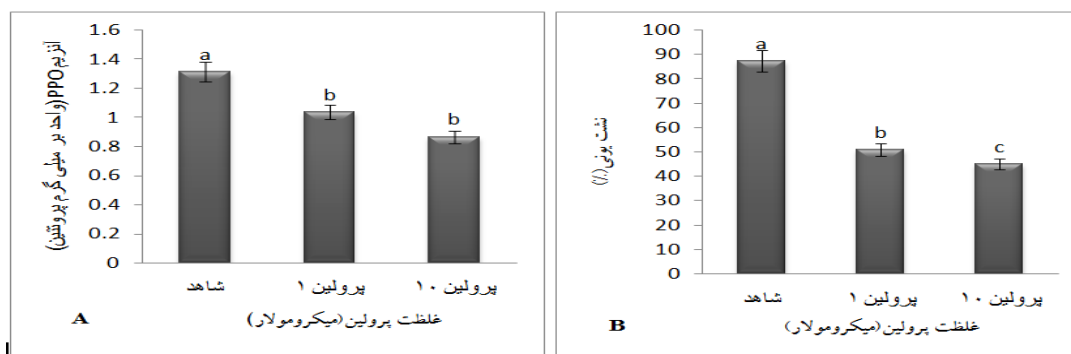 آنزیم PPO(واحد بر میلی گرم پروتئین)
1.6
1.4
1.2
1
0.8
0.6
0.4
0.2
0
a
b
b
شاهد
پرولین ۱
پرولین ۱۰
غلظت پرولین(میکرومولار)
A
نشت یونی(٪)
100
90
80
70
60
50
40
30
20
10
0
a
b
c
شاهد
پرولین ۱
پرولین ۱۰
غلظت پرولین(میکرومولار)
B